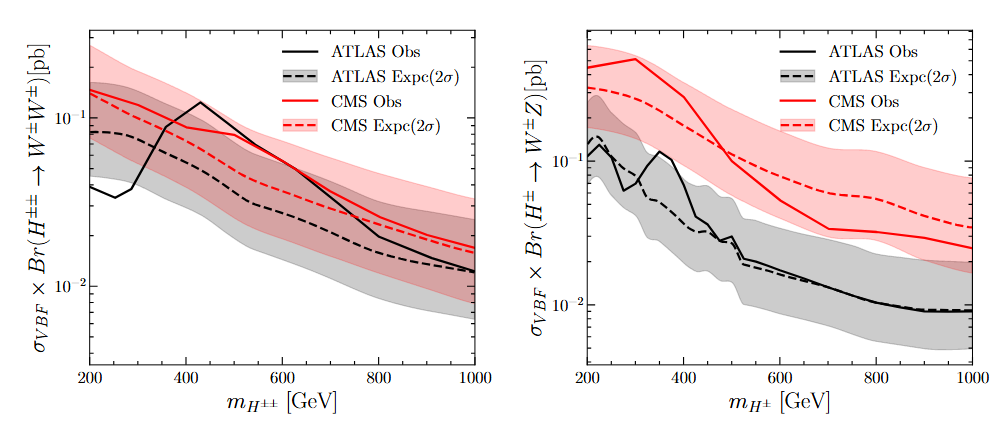 σ_VBF × Br(H^±± → W^±W^±)[pb]
10^−1
10^−2
ATLAS Obs
ATLAS Expc(2σ)
CMS Obs
CMS Expc(2σ)
200 400 600 800 1000
m_H^±± [GeV]
σ_VBF × Br(H^± → W^±Z)[pb]
10^−1
10^−2
ATLAS Obs
ATLAS Expc(2σ)
CMS Obs
CMS Expc(2σ)
200 400 600 800 1000
m_H^± [GeV]